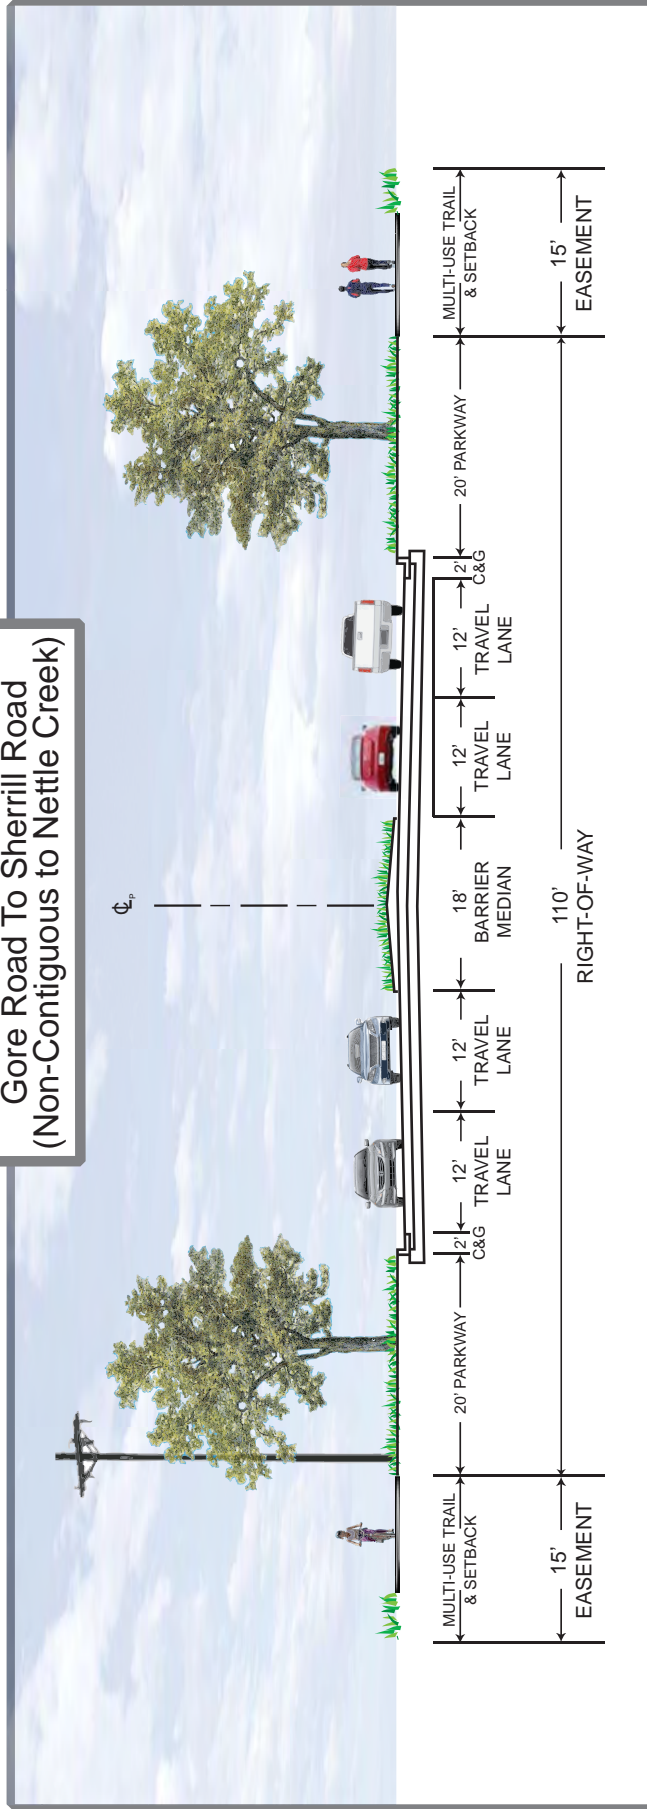 Gore Road To Sherrill Road
(Non-Contiguous to Nettle Creek)
℄P
MULTI-USE TRAIL
& SETBACK
20' PARKWAY
2'
C&G
12'
TRAVEL
LANE
12'
TRAVEL
LANE
18'
BARRIER
MEDIAN
12'
TRAVEL
LANE
12'
TRAVEL
LANE
2'
C&G
20' PARKWAY
MULTI-USE TRAIL
& SETBACK
15'
EASEMENT
110'
RIGHT-OF-WAY
15'
EASEMENT